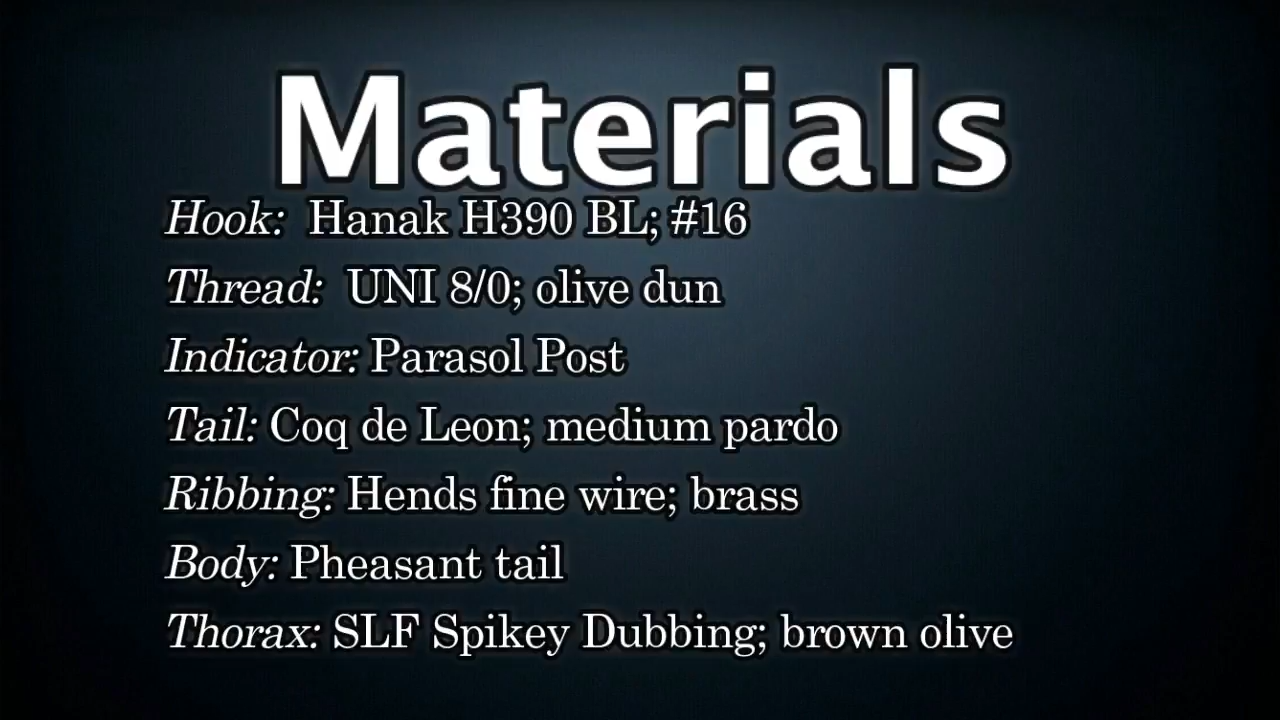 Materials
Hook: Hanak H390 BL; #16
Thread: UNI 8/0; olive dun
Indicator: Parasol Post
Tail: Coq de Leon; medium pardo
Ribbing: Hends fine wire; brass
Body: Pheasant tail
Thorax: SLF Spikey Dubbing; brown olive